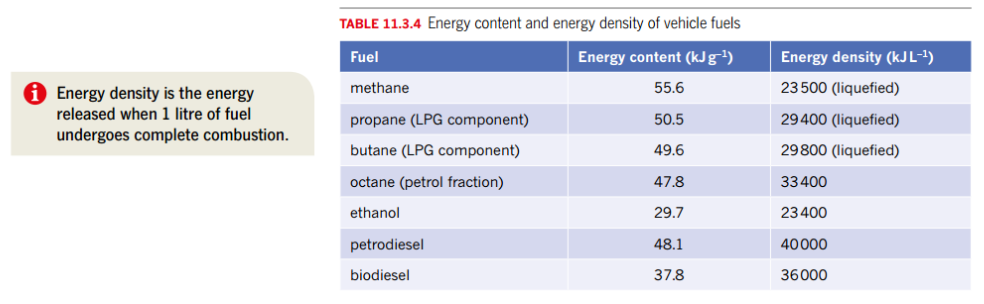 TABLE 11.3.4 Energy content and energy density of vehicle fuels
Fuel Energy content (kJ g⁻¹) Energy density (kJ L⁻¹)
methane 55.6 23 500 (liquefied)
propane (LPG component) 50.5 29 400 (liquefied)
butane (LPG component) 49.6 29 800 (liquefied)
octane (petrol fraction) 47.8 33 400
ethanol 29.7 23 400
petrodiesel 48.1 40 000
biodiesel 37.8 36 000
i
Energy density is the energy
released when 1 litre of fuel
undergoes complete combustion.